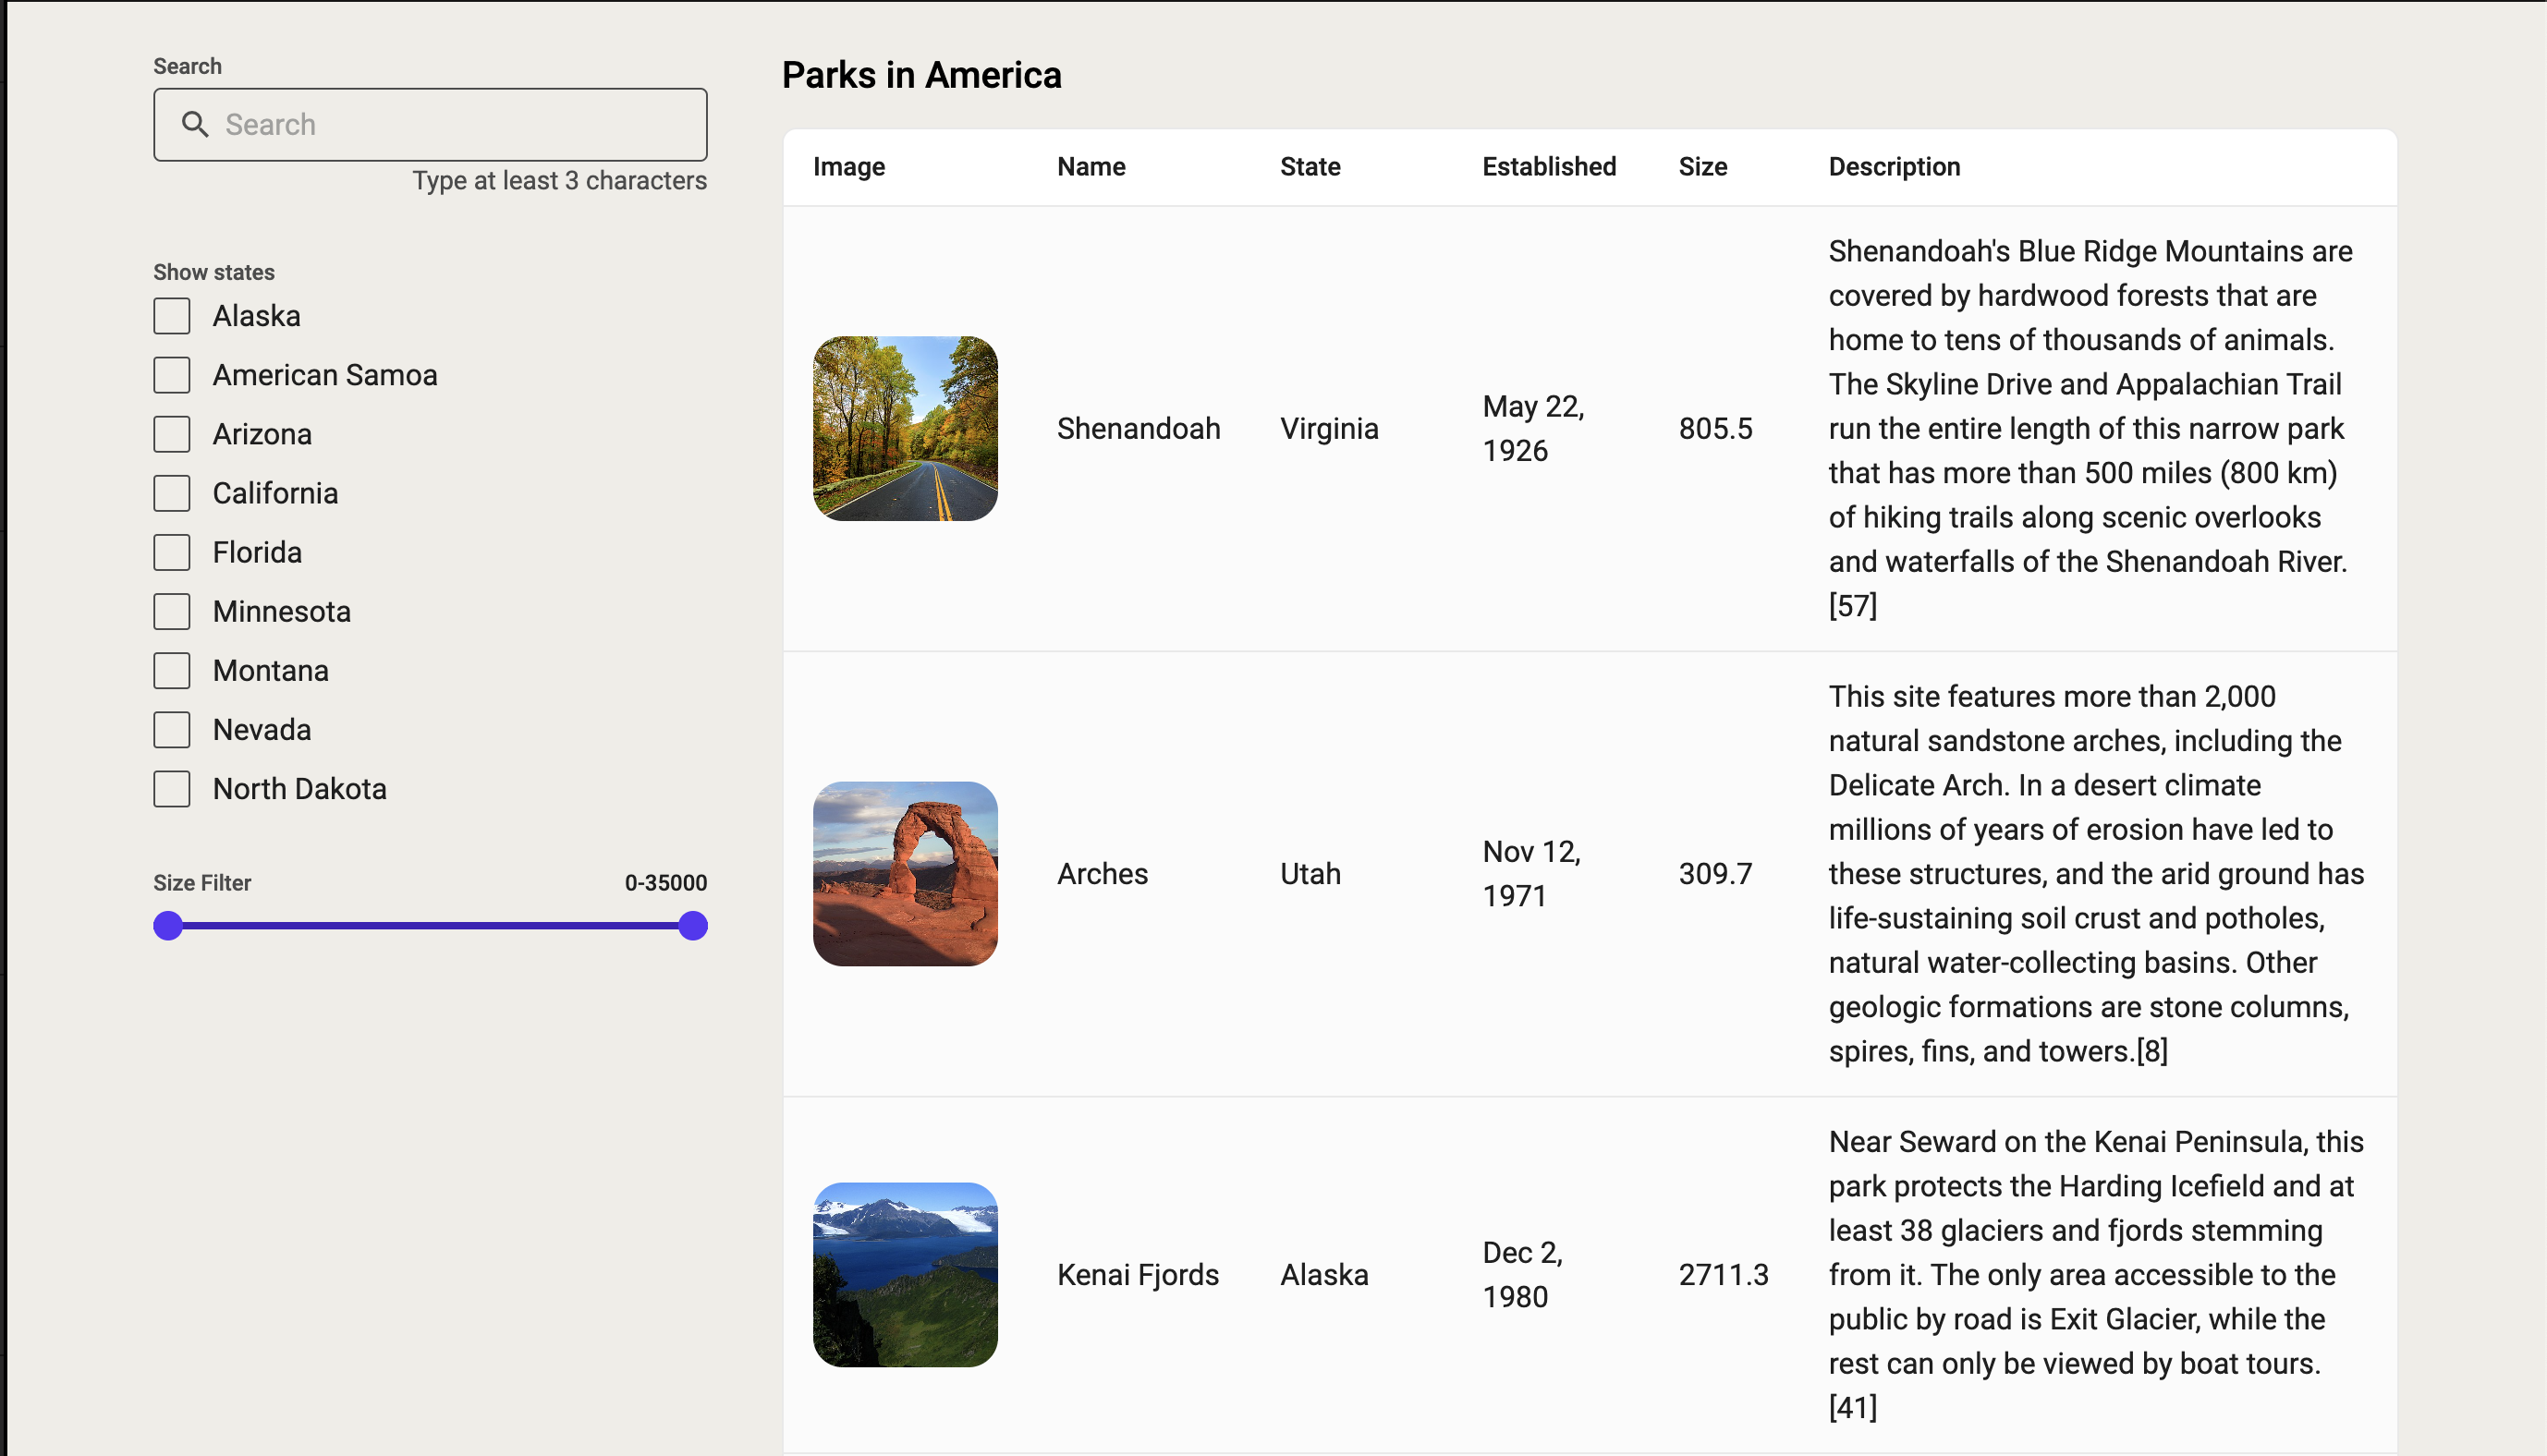 Search
Search
Type at least 3 characters
Show states
Alaska
American Samoa
Arizona
California
Florida
Minnesota
Montana
Nevada
North Dakota
Size Filter 0-35000
Parks in America
Image Name State Established Size Description
Shenandoah Virginia May 22,
1926 805.5
Shenandoah's Blue Ridge Mountains are
covered by hardwood forests that are
home to tens of thousands of animals.
The Skyline Drive and Appalachian Trail
run the entire length of this narrow park
that has more than 500 miles (800 km)
of hiking trails along scenic overlooks
and waterfalls of the Shenandoah River.
[57]
Arches Utah Nov 12,
1971 309.7
This site features more than 2,000
natural sandstone arches, including the
Delicate Arch. In a desert climate
millions of years of erosion have led to
these structures, and the arid ground has
life-sustaining soil crust and potholes,
natural water-collecting basins. Other
geologic formations are stone columns,
spires, fins, and towers.[8]
Kenai Fjords Alaska Dec 2,
1980 2711.3
Near Seward on the Kenai Peninsula, this
park protects the Harding Icefield and at
least 38 glaciers and fjords stemming
from it. The only area accessible to the
public by road is Exit Glacier, while the
rest can only be viewed by boat tours.
[41]